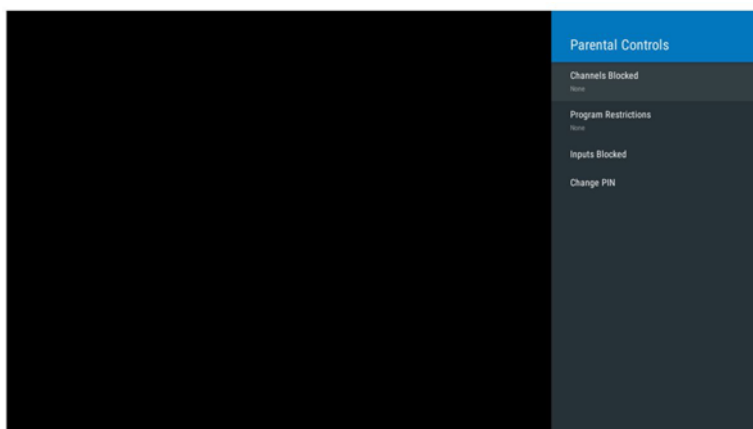 Parental Controls
Channels Blocked
None
Program Restrictions
None
Inputs Blocked
Change PIN